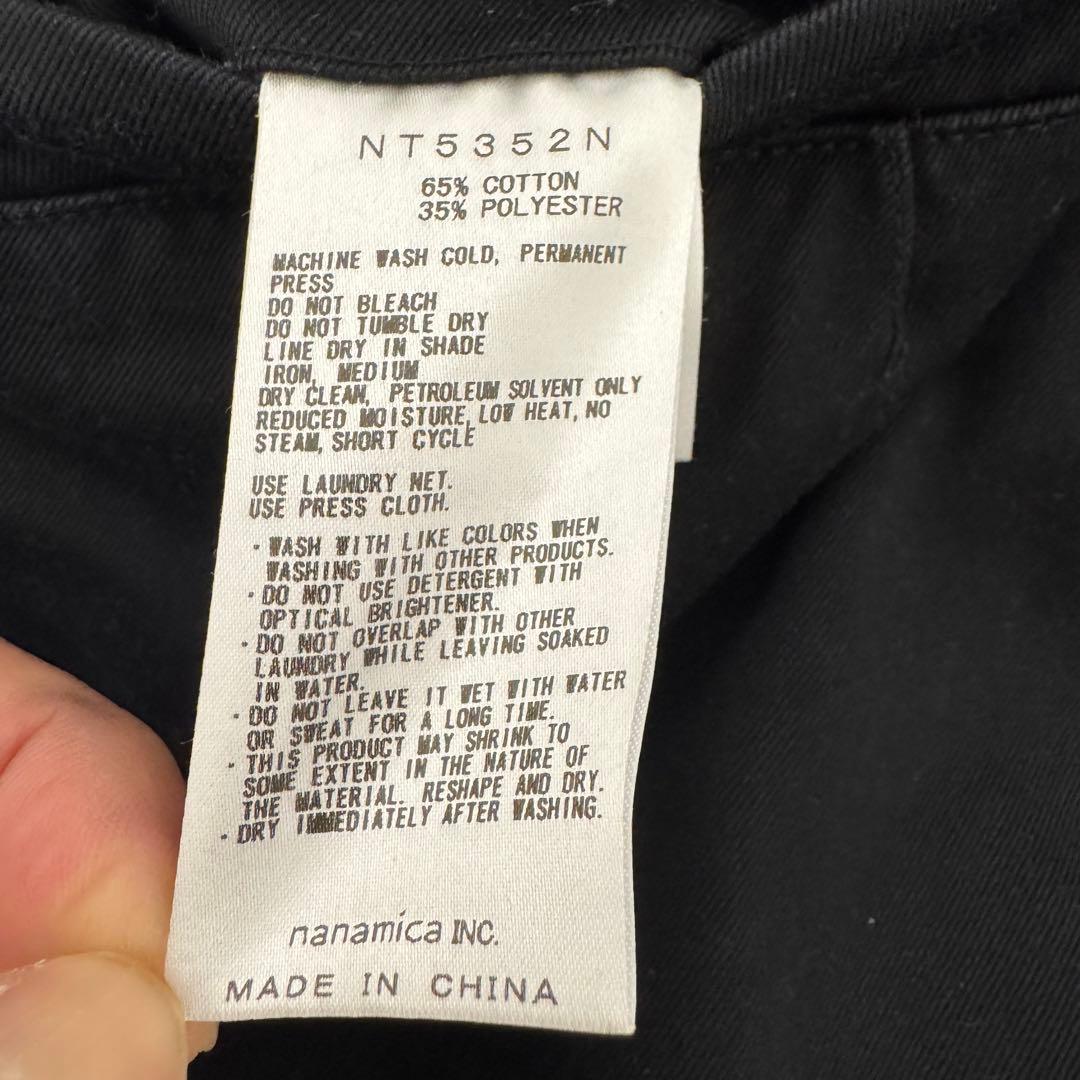 NT5352N
65% COTTON
35% POLYESTER
MACHINE WASH COLD, PERMANENT
PRESS
DO NOT BLEACH
DO NOT TUMBLE DRY
LINE DRY IN SHADE
IRON, MEDIUM
DRY CLEAN, PETROLEUM SOLVENT ONLY
REDUCED MOISTURE, LOW HEAT, NO
STEAM, SHORT CYCLE
USE LAUNDRY NET.
USE PRESS CLOTH.
・WASH WITH LIKE COLORS WHEN
WASHING WITH OTHER PRODUCTS.
・DO NOT USE DETERGENT WITH
OPTICAL BRIGHTENER.
・DO NOT OVERLAP WITH OTHER
LAUNDRY WHILE LEAVING SOAKED
IN WATER.
・DO NOT LEAVE IT WET WITH WATER
OR SWEAT FOR A LONG TIME.
・THIS PRODUCT MAY SHRINK TO
SOME EXTENT IN THE NATURE OF
THE MATERIAL. RESHAPE AND DRY.
・DRY IMMEDIATELY AFTER WASHING.
nanamica INC.
MADE IN CHINA